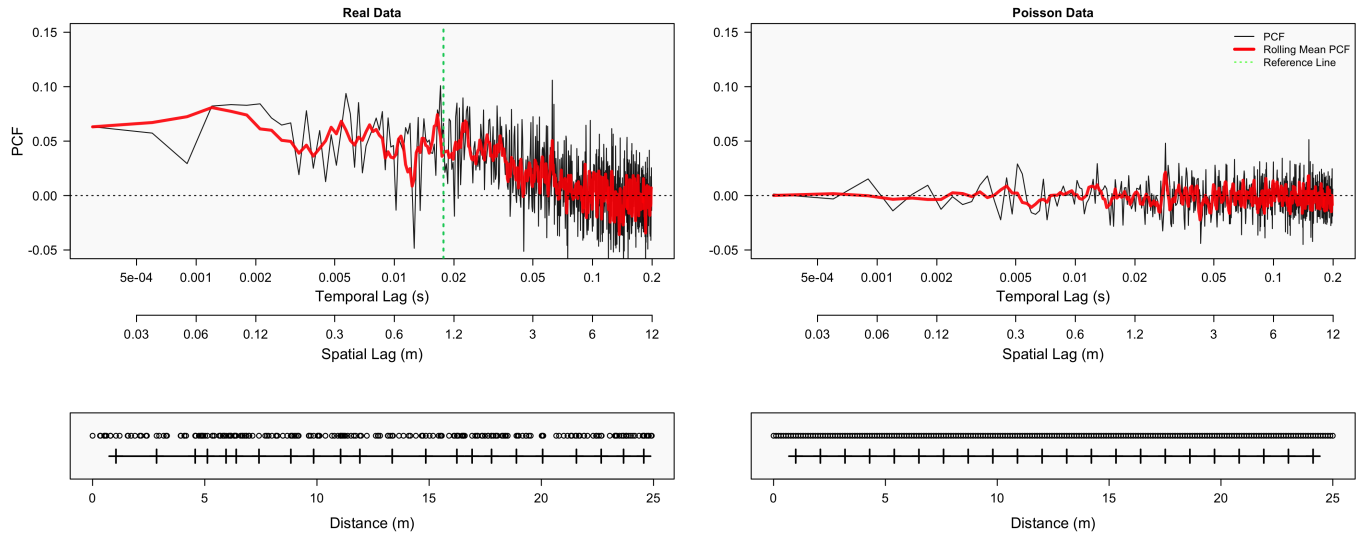 Real Data
0.15
0.10
0.05
0.00
-0.05
PCF
5e-04 0.001 0.002 0.005 0.01 0.02 0.05 0.1 0.2
Temporal Lag (s)
0.03 0.06 0.12 0.3 0.6 1.2 3 6 12
Spatial Lag (m)
0 5 10 15 20 25
Distance (m)
Poisson Data
0.15
0.10
0.05
0.00
-0.05
PCF
Rolling Mean PCF
Reference Line
5e-04 0.001 0.002 0.005 0.01 0.02 0.05 0.1 0.2
Temporal Lag (s)
0.03 0.06 0.12 0.3 0.6 1.2 3 6 12
Spatial Lag (m)
0 5 10 15 20 25
Distance (m)